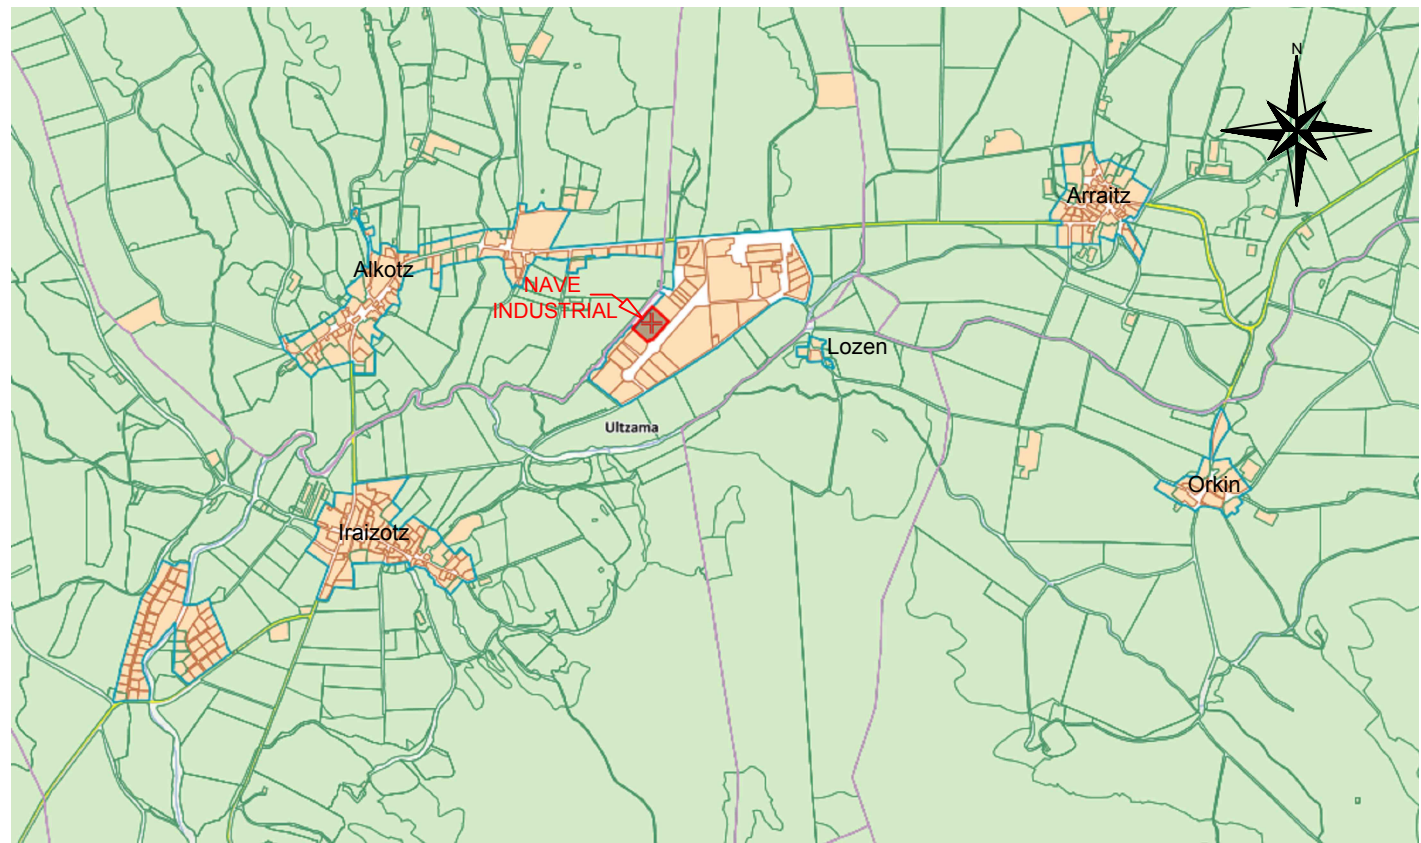 N
Arraitz
Alkotz
NAVE
INDUSTRIAL
Lozen
Ultzama
Orkin
Iraizotz